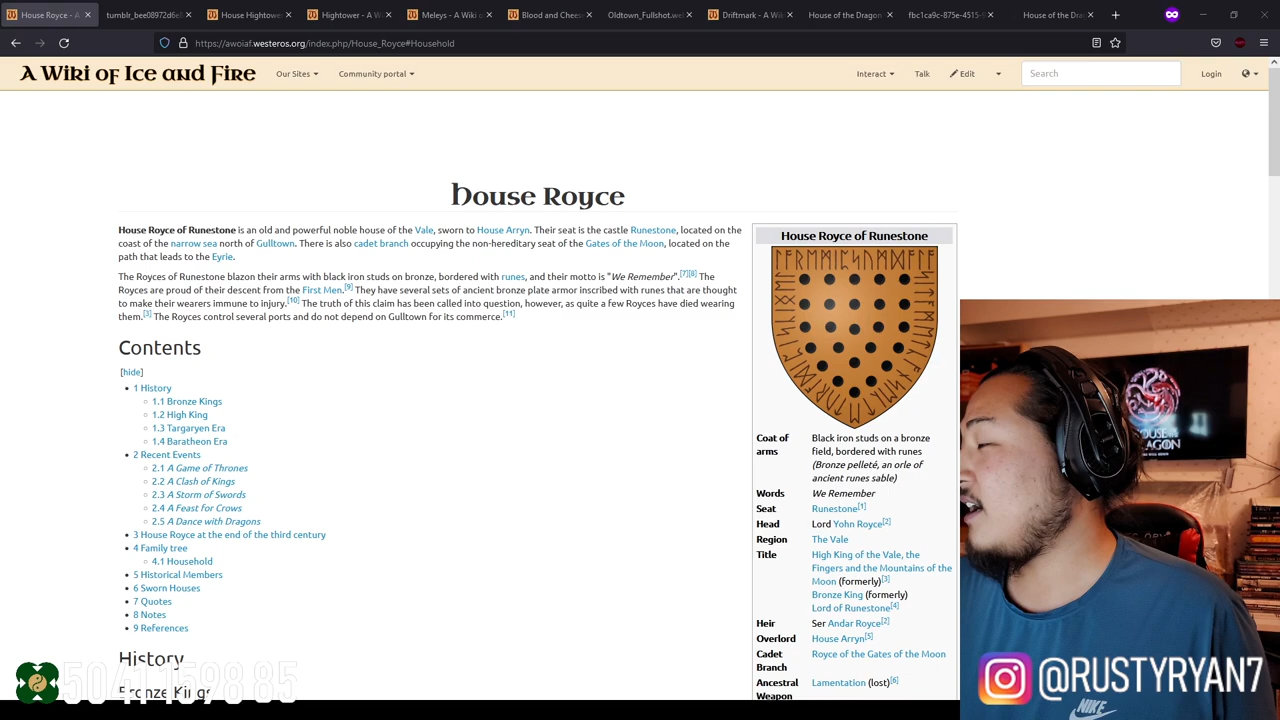 House Royce - A
tumblr_bee08972d6e8
House Hightower
Hightower - A Wi
Meleys - A Wiki o
Blood and Chees
Oldtown_Fullshot.we
Driftmark - A Wik
House of the Dragon
fbc1ca9c-875e-4515-9
House of the Drag
https://awoiaf.westeros.org/index.php/House_Royce#Household
A Wiki of Ice and Fire
Our Sites
Community portal
Interact
Talk
Edit
Search
Login
House Royce
House Royce of Runestone is an old and powerful noble house of the Vale, sworn to House Arryn. Their seat is the castle Runestone, located on the
coast of the narrow sea north of Gulltown. There is also cadet branch occupying the non-hereditary seat of the Gates of the Moon, located on the
path that leads to the Eyrie.
The Royces of Runestone blazon their arms with black iron studs on bronze, bordered with runes, and their motto is "We Remember".[7][8] The
Royces are proud of their descent from the First Men.[9] They have several sets of ancient bronze plate armor inscribed with runes that are thought
to make their wearers immune to injury.[10] The truth of this claim has been called into question, however, as quite a few Royces have died wearing
them.[3] The Royces control several ports and do not depend on Gulltown for its commerce.[11]
Contents
[hide]
1 History
1.1 Bronze Kings
1.2 High King
1.3 Targaryen Era
1.4 Baratheon Era
2 Recent Events
2.1 A Game of Thrones
2.2 A Clash of Kings
2.3 A Storm of Swords
2.4 A Feast for Crows
2.5 A Dance with Dragons
3 House Royce at the end of the third century
4 Family tree
4.1 Household
5 Historical Members
6 Sworn Houses
7 Quotes
8 Notes
9 References
History
Bronze Kings
House Royce of Runestone
Coat of arms
Black iron studs on a bronze
field, bordered with runes
(Bronze pelleté, an orle of
ancient runes sable)
Words We Remember
Seat Runestone[1]
Head Lord Yohn Royce[2]
Region The Vale
Title High King of the Vale, the
Fingers and the Mountains of the
Moon (formerly)[3]
Bronze King (formerly)
Lord of Runestone[4]
Heir Ser Andar Royce[2]
Overlord House Arryn[5]
Cadet Branch Royce of the Gates of the Moon
Ancestral Weapon Lamentation (lost)[6]
HOUSE OF THE
DRAGON
5041 1598 85
@RUSTYRYAN7
NIKE